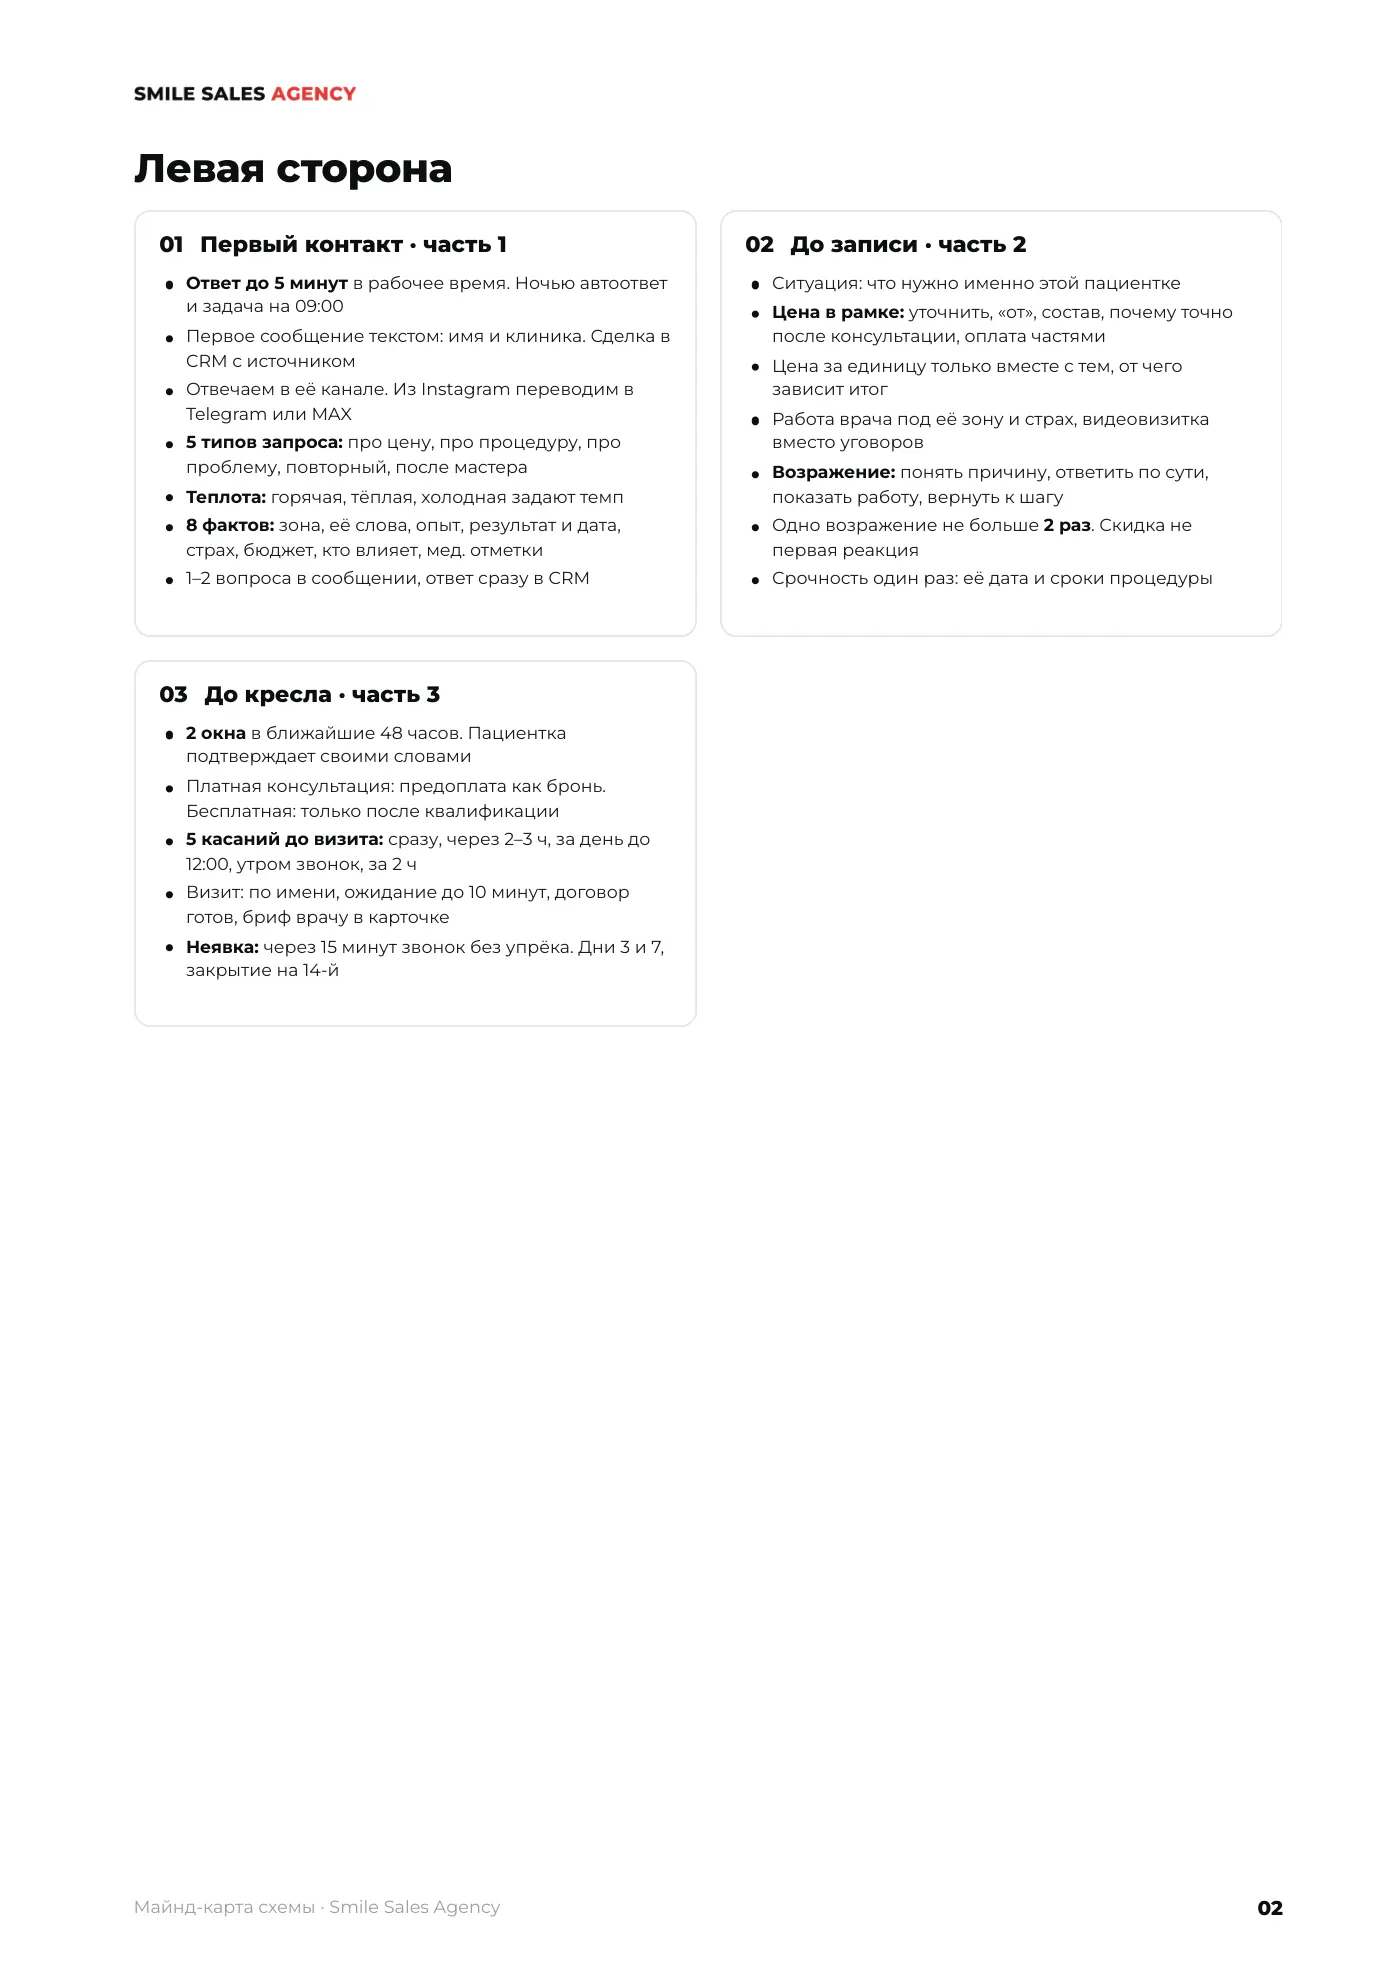 SMILE SALES AGENCY
Левая сторона
01 Первый контакт · часть 1
• Ответ до 5 минут в рабочее время. Ночью автоответ
и задача на 09:00
• Первое сообщение текстом: имя и клиника. Сделка в
CRM с источником
• Отвечаем в её канале. Из Instagram переводим в
Telegram или MAX
• 5 типов запроса: про цену, про процедуру, про
проблему, повторный, после мастера
• Теплота: горячая, тёплая, холодная задают темп
• 8 фактов: зона, её слова, опыт, результат и дата,
страх, бюджет, кто влияет, мед. отметки
• 1–2 вопроса в сообщении, ответ сразу в CRM
02 До записи · часть 2
• Ситуация: что нужно именно этой пациентке
• Цена в рамке: уточнить, «от», состав, почему точно
после консультации, оплата частями
• Цена за единицу только вместе с тем, от чего
зависит итог
• Работа врача под её зону и страх, видеовизитка
вместо уговоров
• Возражение: понять причину, ответить по сути,
показать работу, вернуть к шагу
• Одно возражение не больше 2 раз. Скидка не
первая реакция
• Срочность один раз: её дата и сроки процедуры
03 До кресла · часть 3
• 2 окна в ближайшие 48 часов. Пациентка
подтверждает своими словами
• Платная консультация: предоплата как бронь.
Бесплатная: только после квалификации
• 5 касаний до визита: сразу, через 2–3 ч, за день до
12:00, утром звонок, за 2 ч
• Визит: по имени, ожидание до 10 минут, договор
готов, бриф врачу в карточке
• Неявка: через 15 минут звонок без упрёка. Дни 3 и 7,
закрытие на 14-й
Майнд-карта схемы · Smile Sales Agency
02